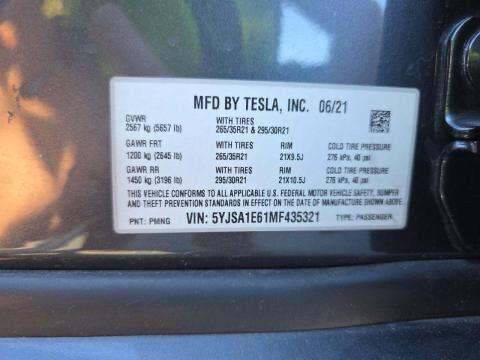 MFD BY TESLA, INC. 06/21
GVWR WITH TIRES
2567 kg (5657 lb) 265/35R21 & 295/30R21
GAWR FRT WITH TIRES RIM COLD TIRE PRESSURE
1200 kg (2645 lb) 265/35R21 21X9.5J 276 kPa, 40 psi
GAWR RR WITH TIRES RIM COLD TIRE PRESSURE
1450 kg (3196 lb) 295/30R21 21X10.5J 276 kPa, 40 psi
THIS VEHICLE CONFORMS TO ALL APPLICABLE U.S. FEDERAL MOTOR VEHICLE SAFETY, BUMPER
AND THEFT PREVENTION STANDARDS IN EFFECT ON THE DATE OF MANUFACTURE SHOWN ABOVE.
PNT: PMNG VIN: 5YJSA1E61MF435321 TYPE: PASSENGER